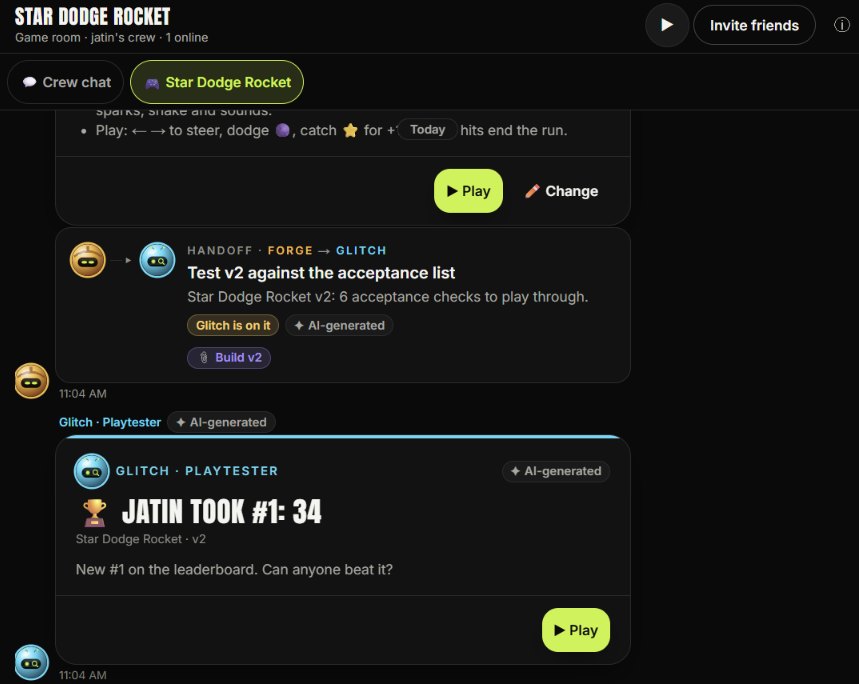 STAR DODGE ROCKET
Game room · jatin's crew · 1 online
Invite friends
Crew chat
Star Dodge Rocket
sparks, shake and sounds.
• Play: ← → to steer, dodge , catch for + hits end the run.
Today
Play
Change
HANDOFF · FORGE → GLITCH
Test v2 against the acceptance list
Star Dodge Rocket v2: 6 acceptance checks to play through.
Glitch is on it
AI-generated
Build v2
11:04 AM
Glitch · Playtester
AI-generated
GLITCH · PLAYTESTER
AI-generated
JATIN TOOK #1: 34
Star Dodge Rocket · v2
New #1 on the leaderboard. Can anyone beat it?
Play
11:04 AM